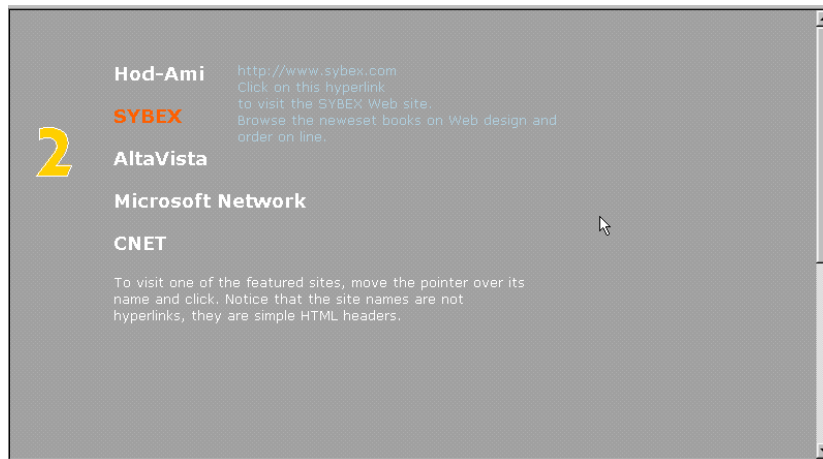 Hod-Ami
http://www.sybex.com
Click on this hyperlink
to visit the SYBEX Web site.
Browse the neweset books on Web design and
order on line.
SYBEX
2
AltaVista
Microsoft Network
CNET
To visit one of the featured sites, move the pointer over its
name and click. Notice that the site names are not
hyperlinks, they are simple HTML headers.